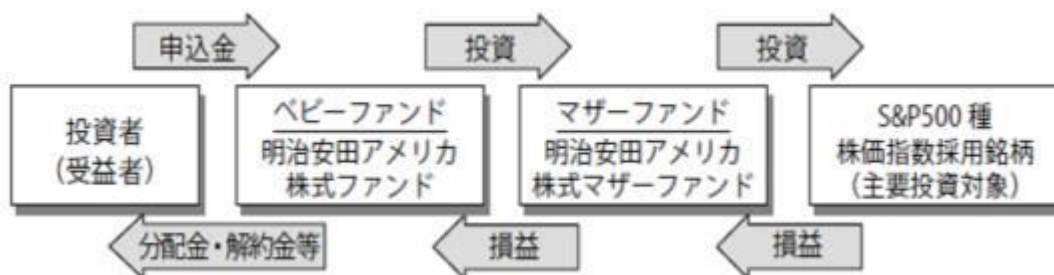 申込金
投資
投資
投資者
(受益者)
ベビーファンド
明治安田アメリカ
株式ファンド
マザーファンド
明治安田アメリカ
株式マザーファンド
S&P500 種
株価指数採用銘柄
(主要投資対象)
分配金・解約金等
損益
損益